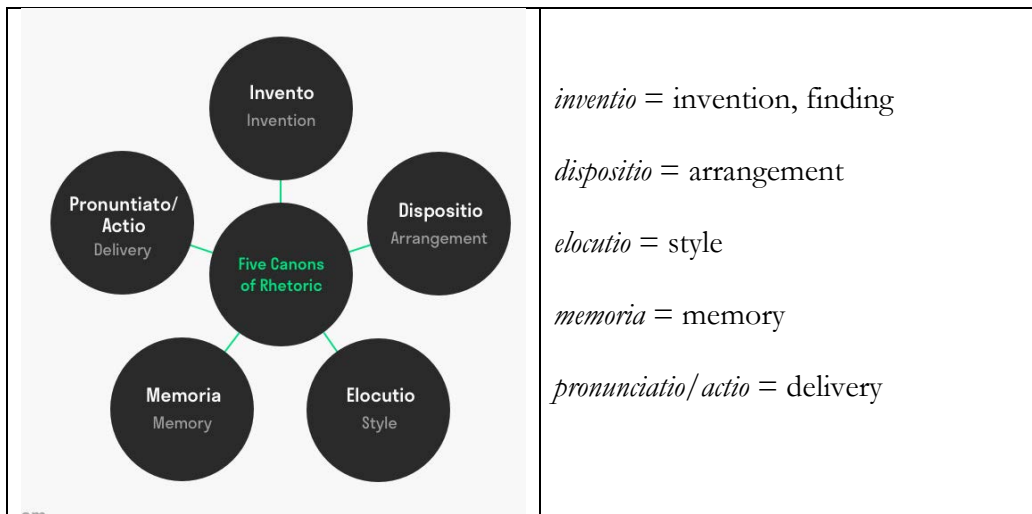 Invento
Invention
Pronuntiato/
Actio
Delivery
Dispositio
Arrangement
Five Canons
of Rhetoric
Memoria
Memory
Elocutio
Style
inventio = invention, finding
dispositio = arrangement
elocutio = style
memoria = memory
pronunciatio/actio = delivery